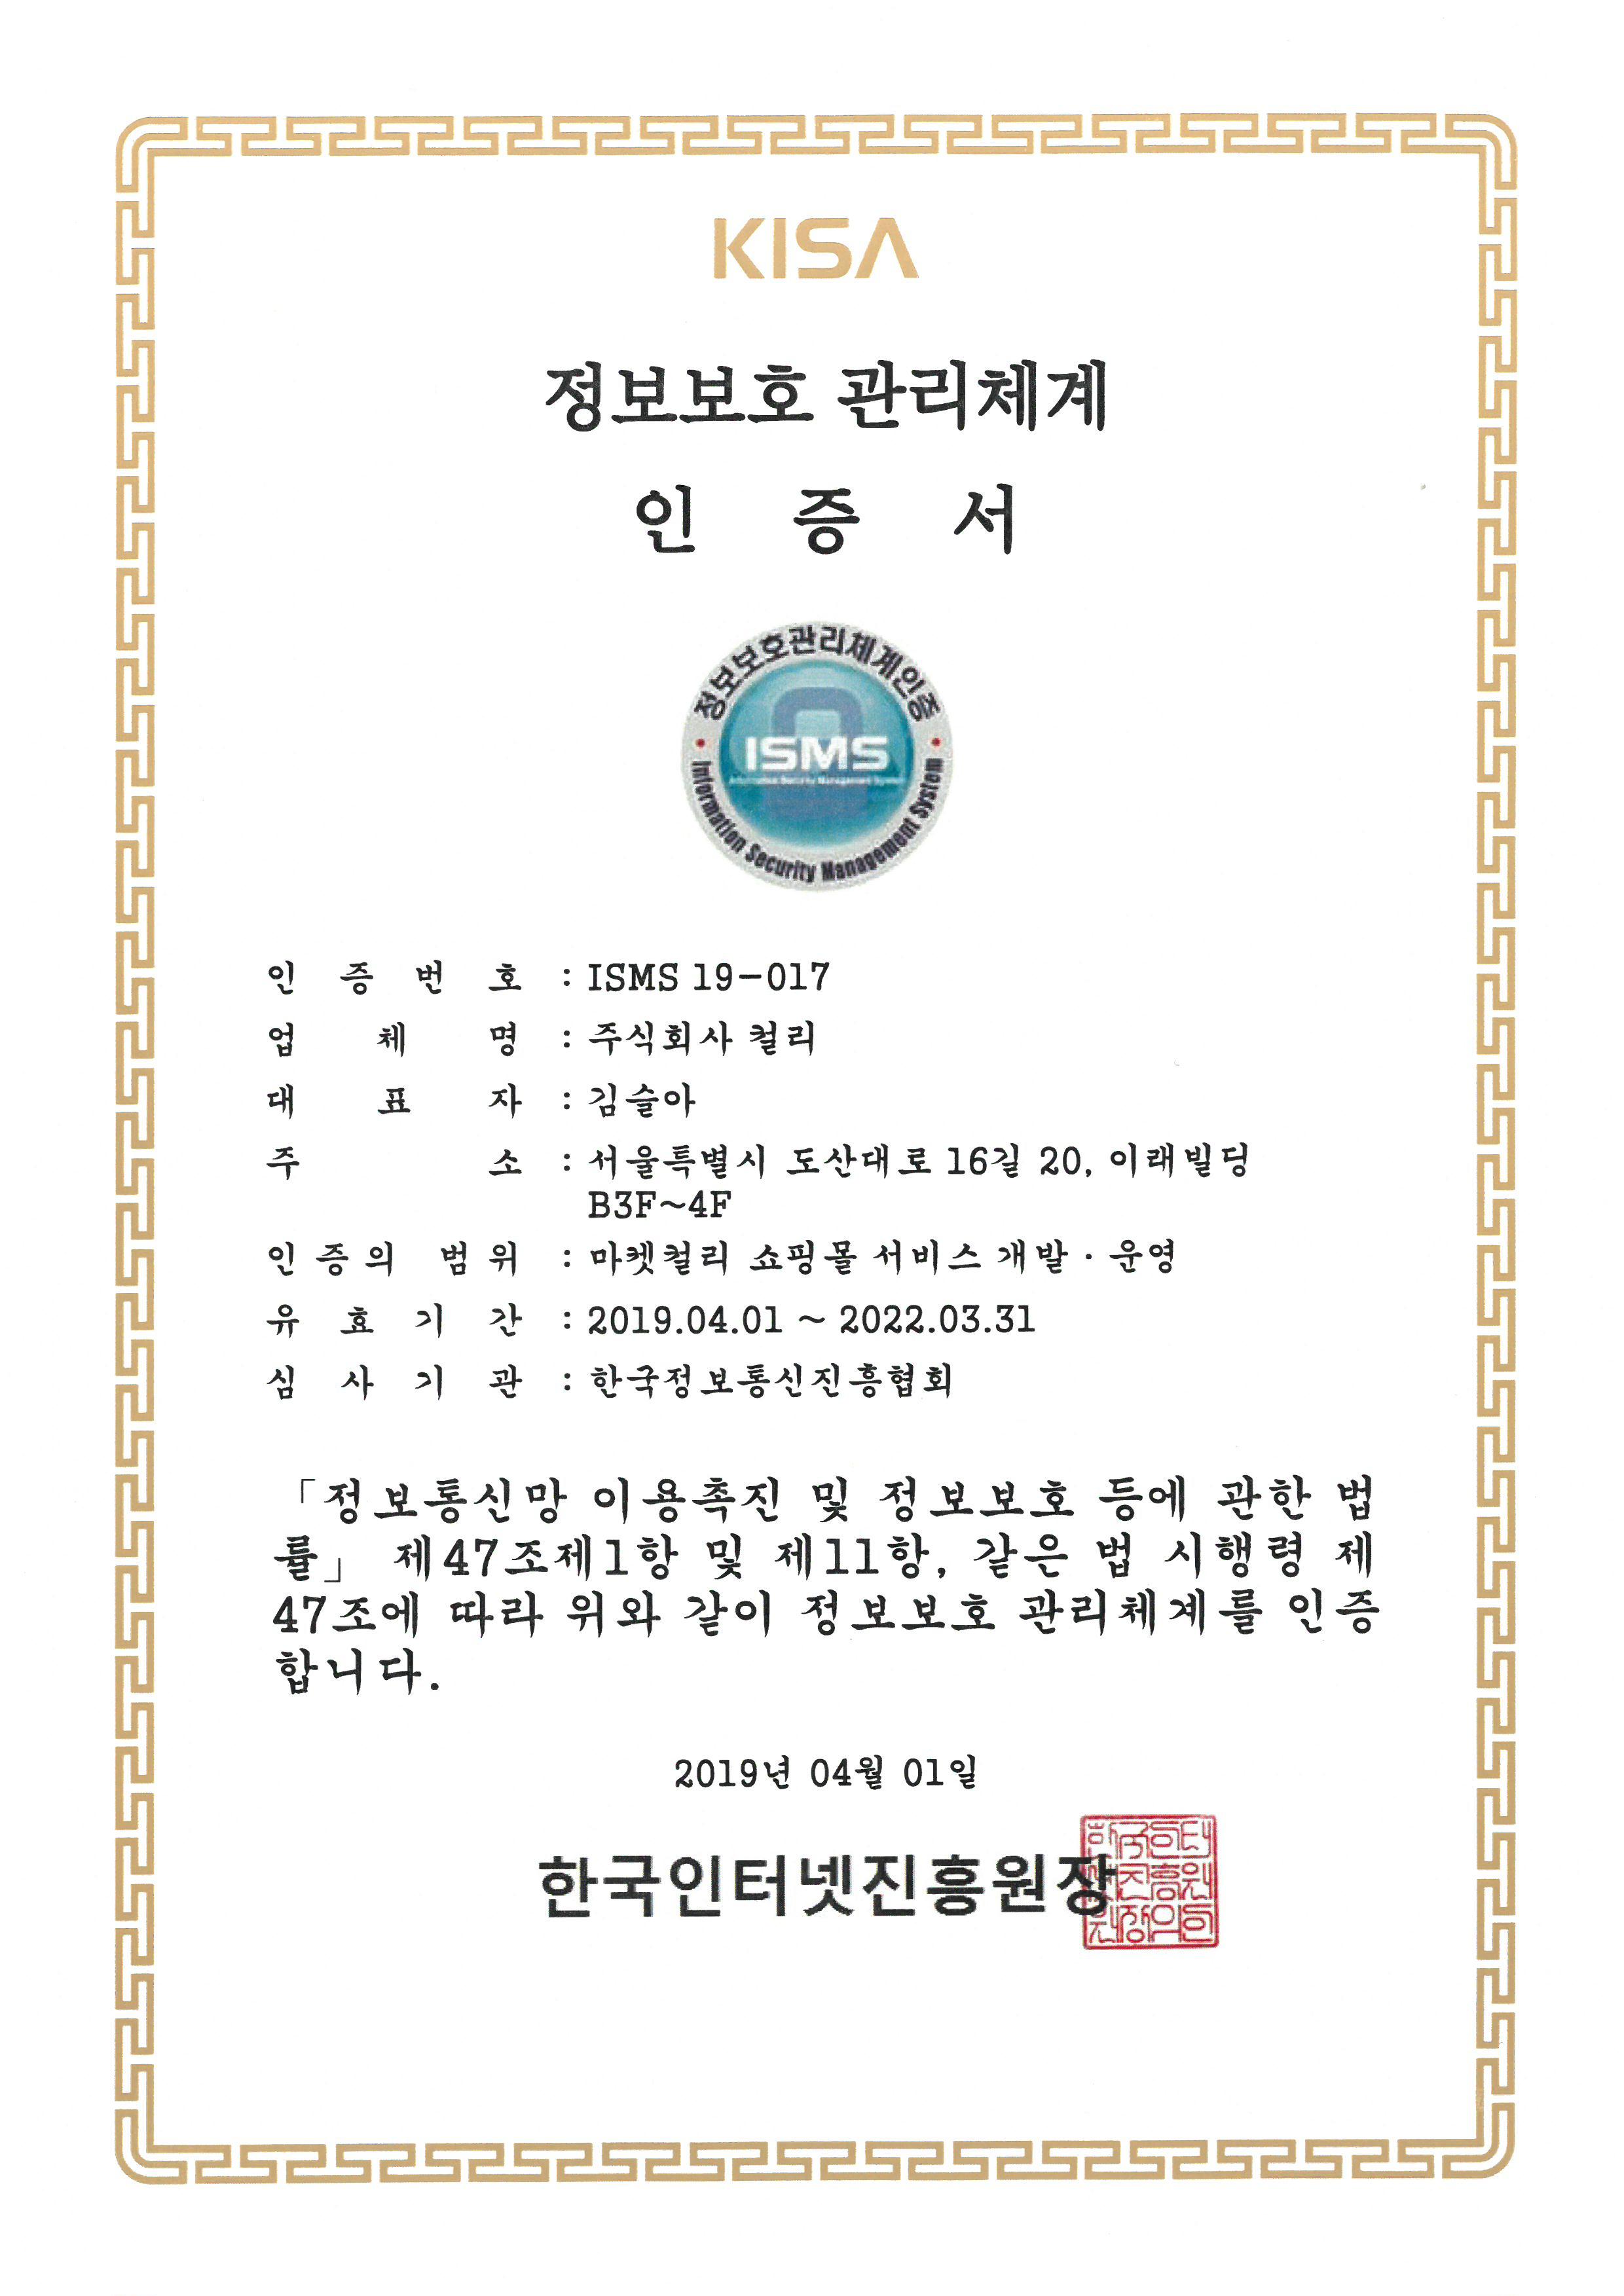 KISA
정보보호 관리체계
인 증 서
정보보호관리체계인증
ISMS
Information Security Management System
Information Security Management System
인 증 번 호 : ISMS 19-017
업 체 명 : 주식회사 컬리
대 표 자 : 김슬아
주 소 : 서울특별시 도산대로 16길 20, 이래빌딩
B3F~4F
인 증 의 범 위 : 마켓컬리 쇼핑몰 서비스 개발 · 운영
유 효 기 간 : 2019.04.01 ~ 2022.03.31
심 사 기 관 : 한국정보통신진흥협회
「정보통신망 이용촉진 및 정보보호 등에 관한 법
률」 제47조제1항 및 제11항, 같은 법 시행령 제
47조에 따라 위와 같이 정보보호 관리체계를 인증
합니다.
2019년 04월 01일
한국인터넷진흥원장